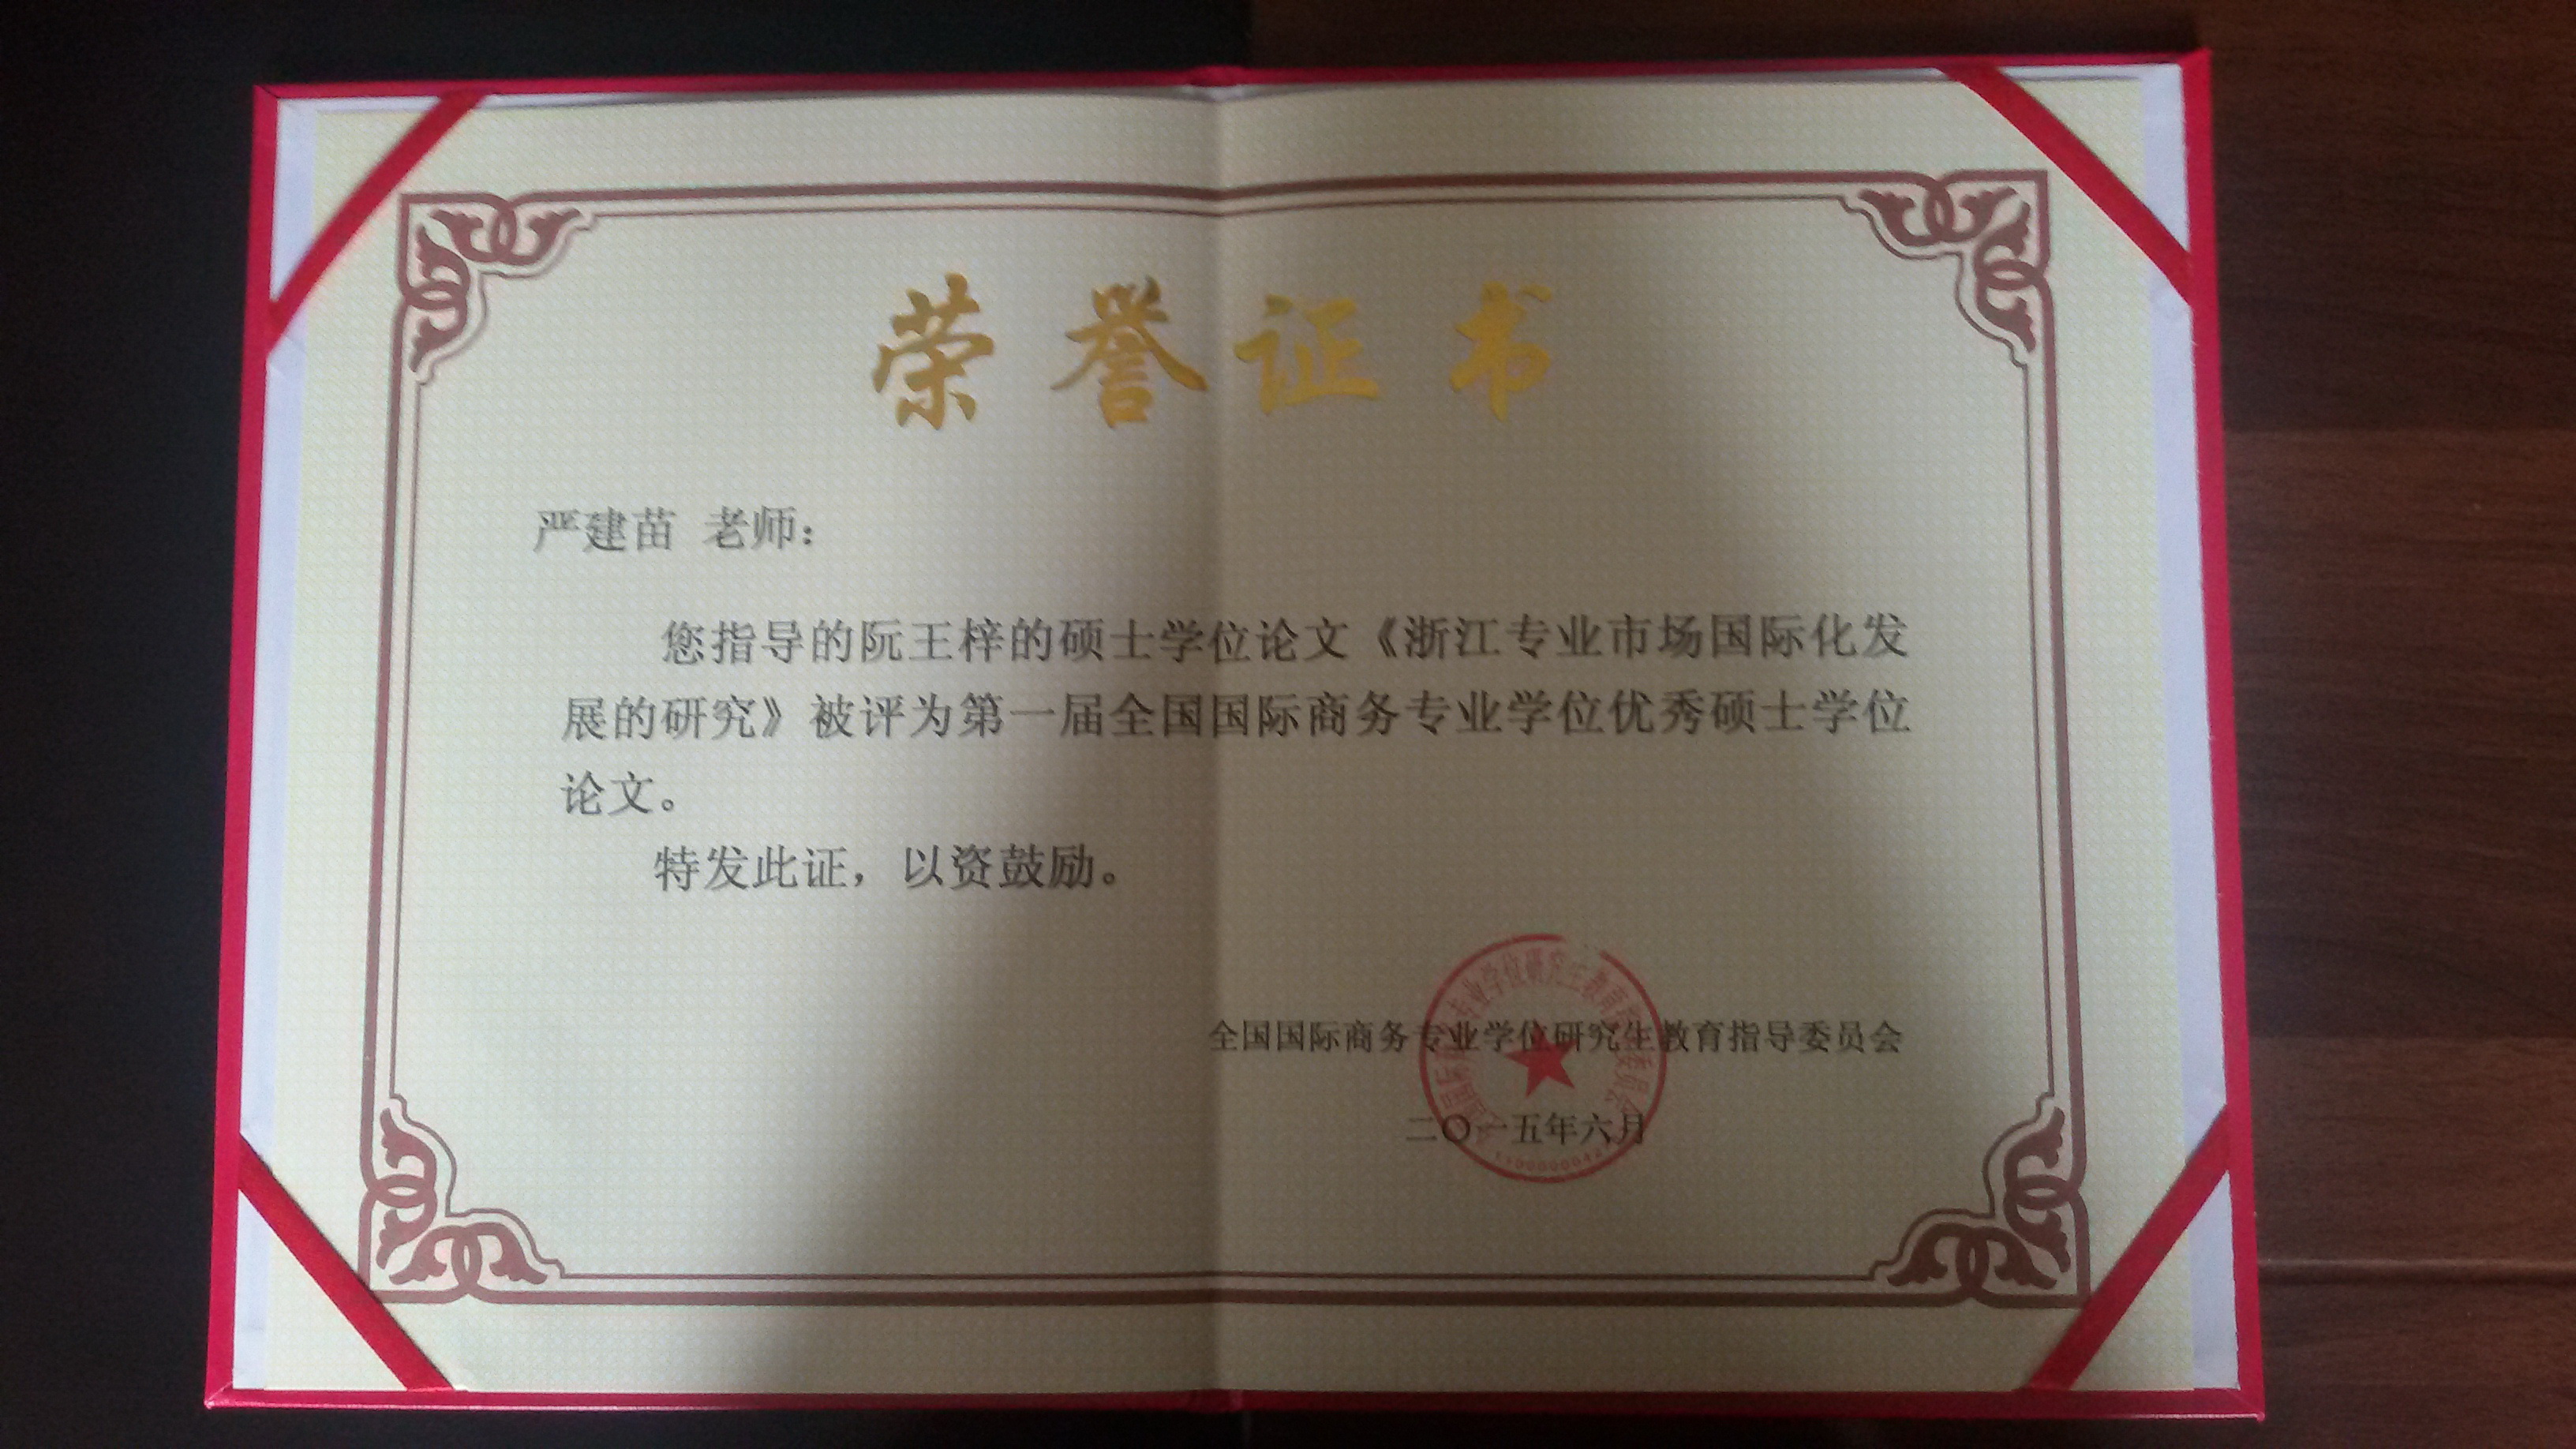 荣誉证书
严建苗 老师：
您指导的阮王梓的硕士学位论文《浙江专业市场国际化发
展的研究》被评为第一届全国国际商务专业学位优秀硕士学位
论文。
特发此证，以资鼓励。
全国国际商务专业学位研究生教育指导委员会
二〇一五年六月